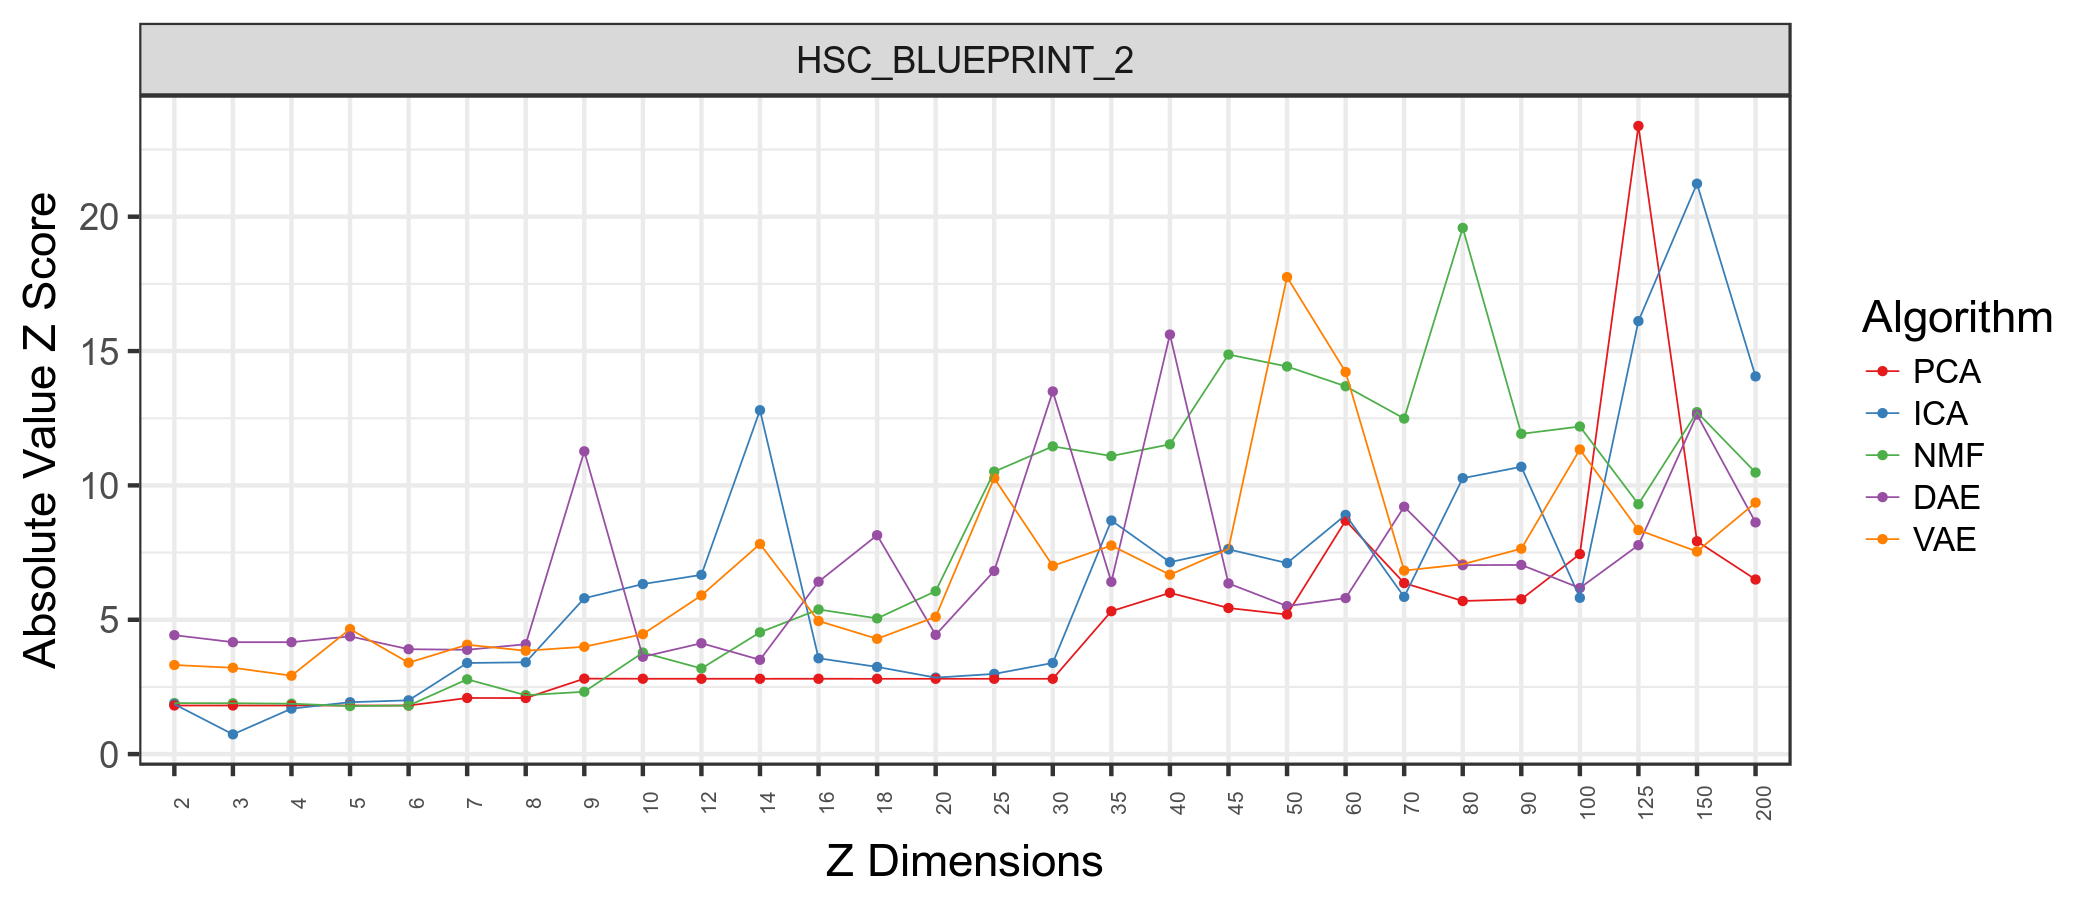 HSC_BLUEPRINT_2
Absolute Value Z Score
20
15
10
5
0
2 3 4 5 6 7 8 9 10 12 14 16 18 20 25 30 35 40 45 50 60 70 80 90 100 125 150 200
Z Dimensions
Algorithm
PCA
ICA
NMF
DAE
VAE